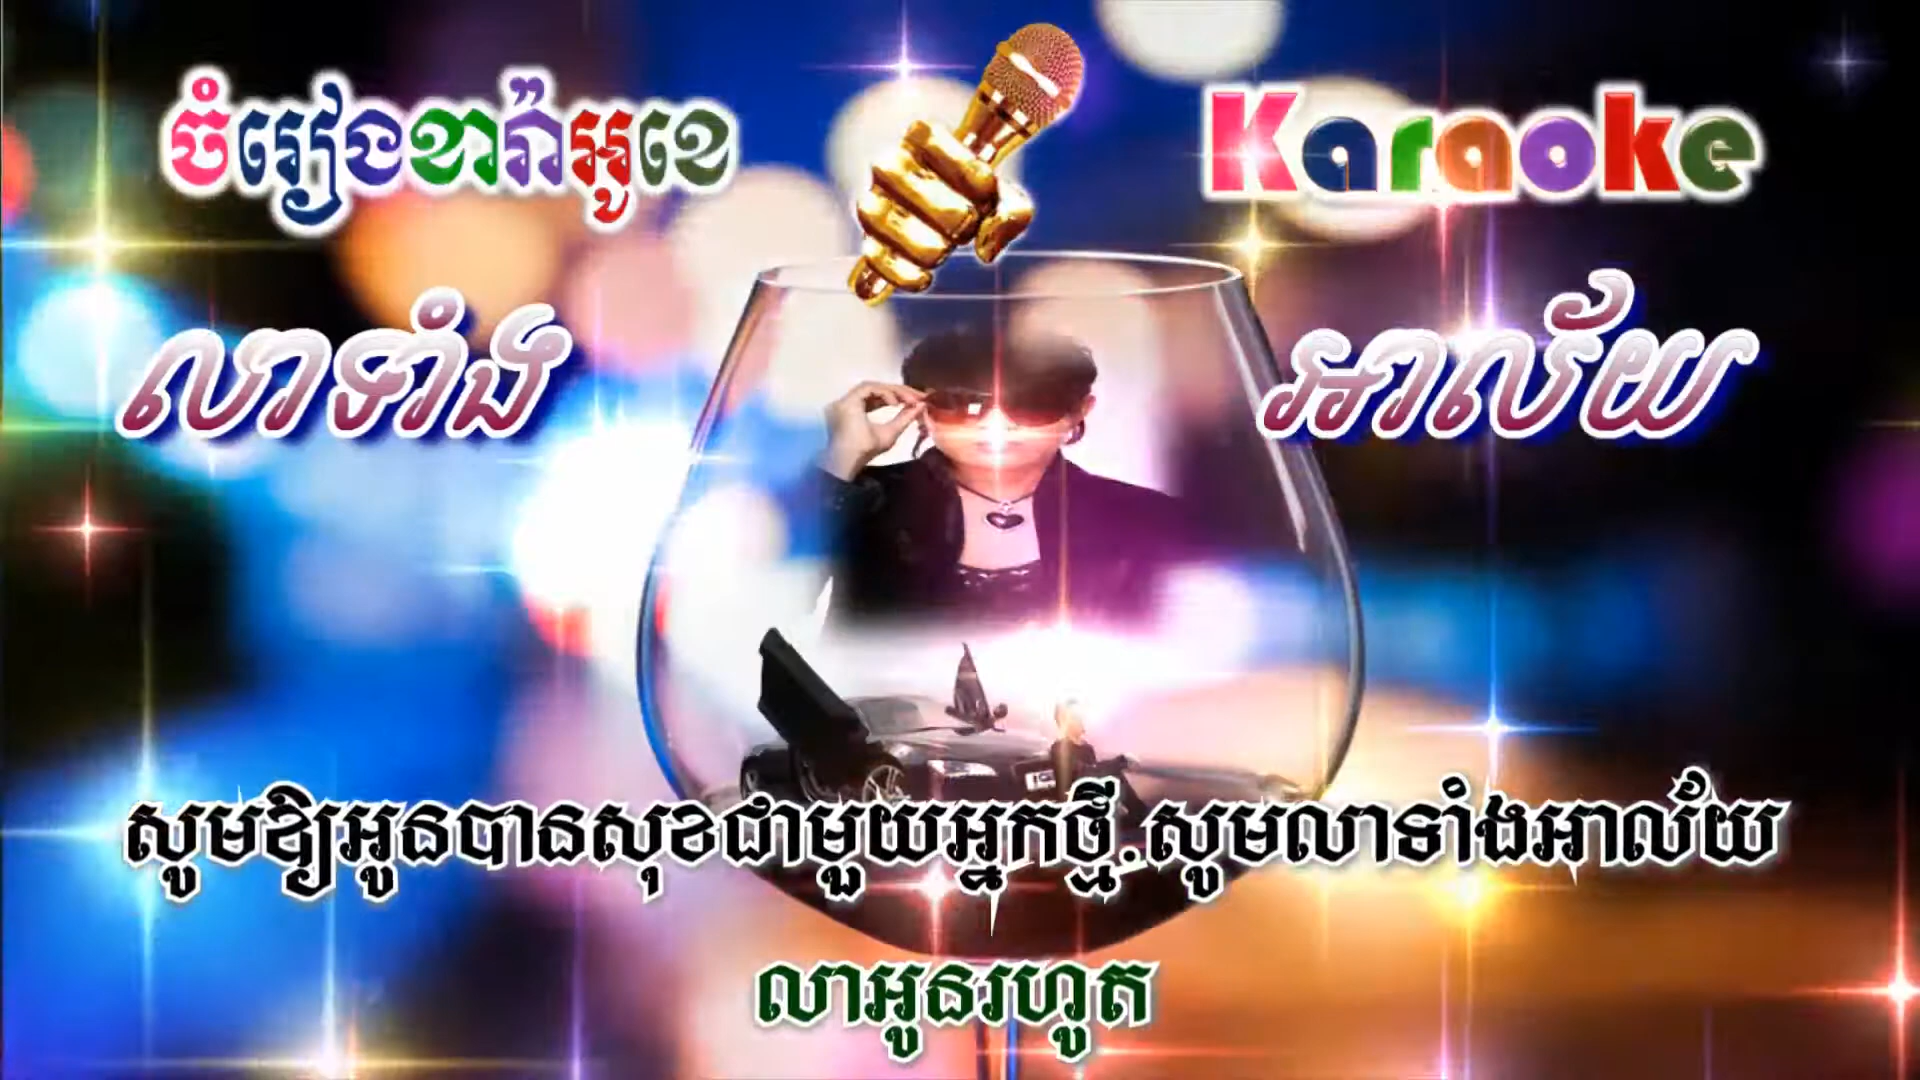 ចំរៀងខារ៉ាអូខេ Karaoke
លាទាំង អាល័យ
សូមឱ្យអូនបានសុខជាមួយអ្នកថ្មី.សូមលាទាំងអាល័យ
លាអូនរហូត